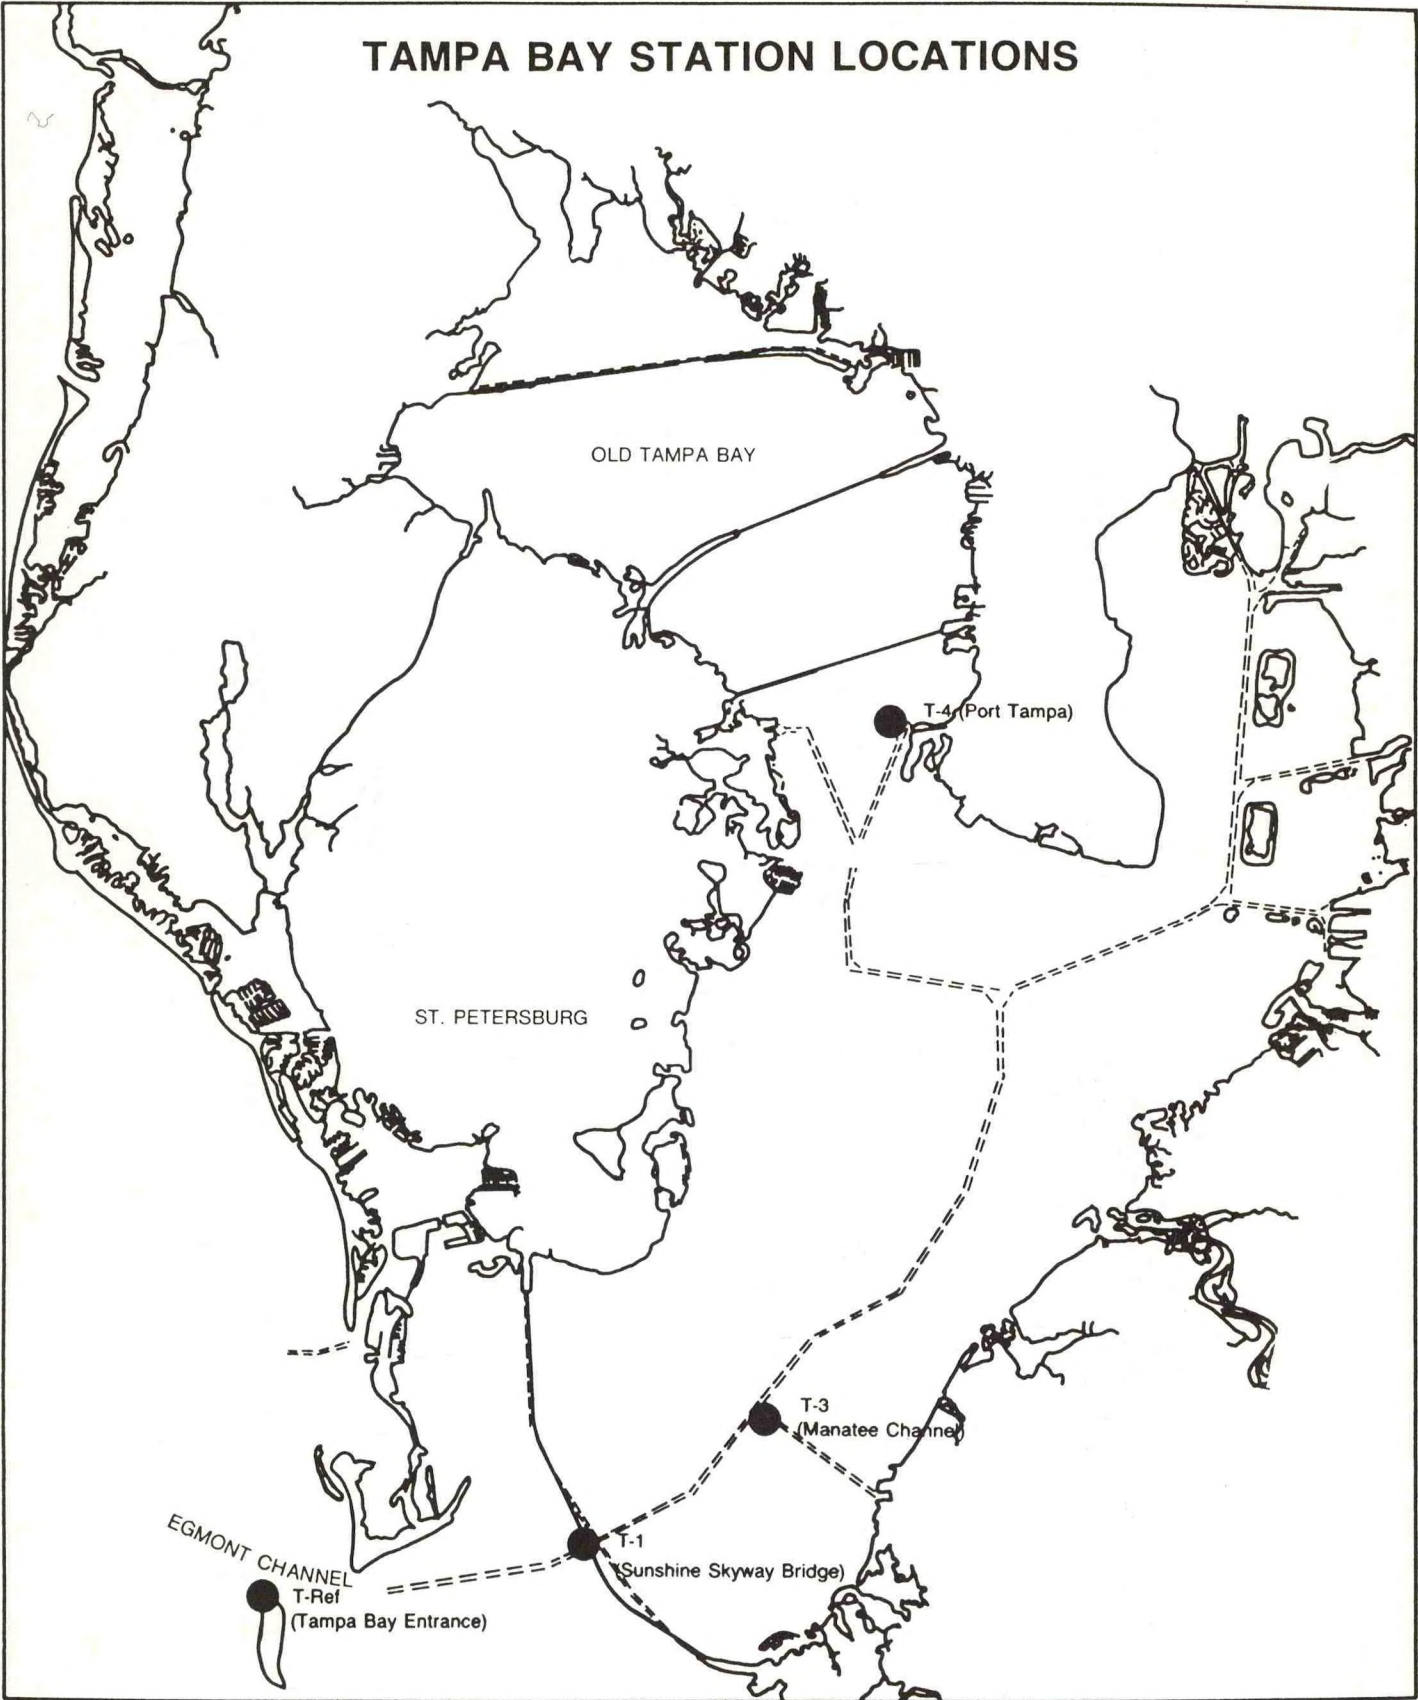 TAMPA BAY STATION LOCATIONS
OLD TAMPA BAY
T-4 (Port Tampa)
ST. PETERSBURG
T-3
(Manatee Channel)
EGMONT CHANNEL
T-1
(Sunshine Skyway Bridge)
T-Ref
(Tampa Bay Entrance)